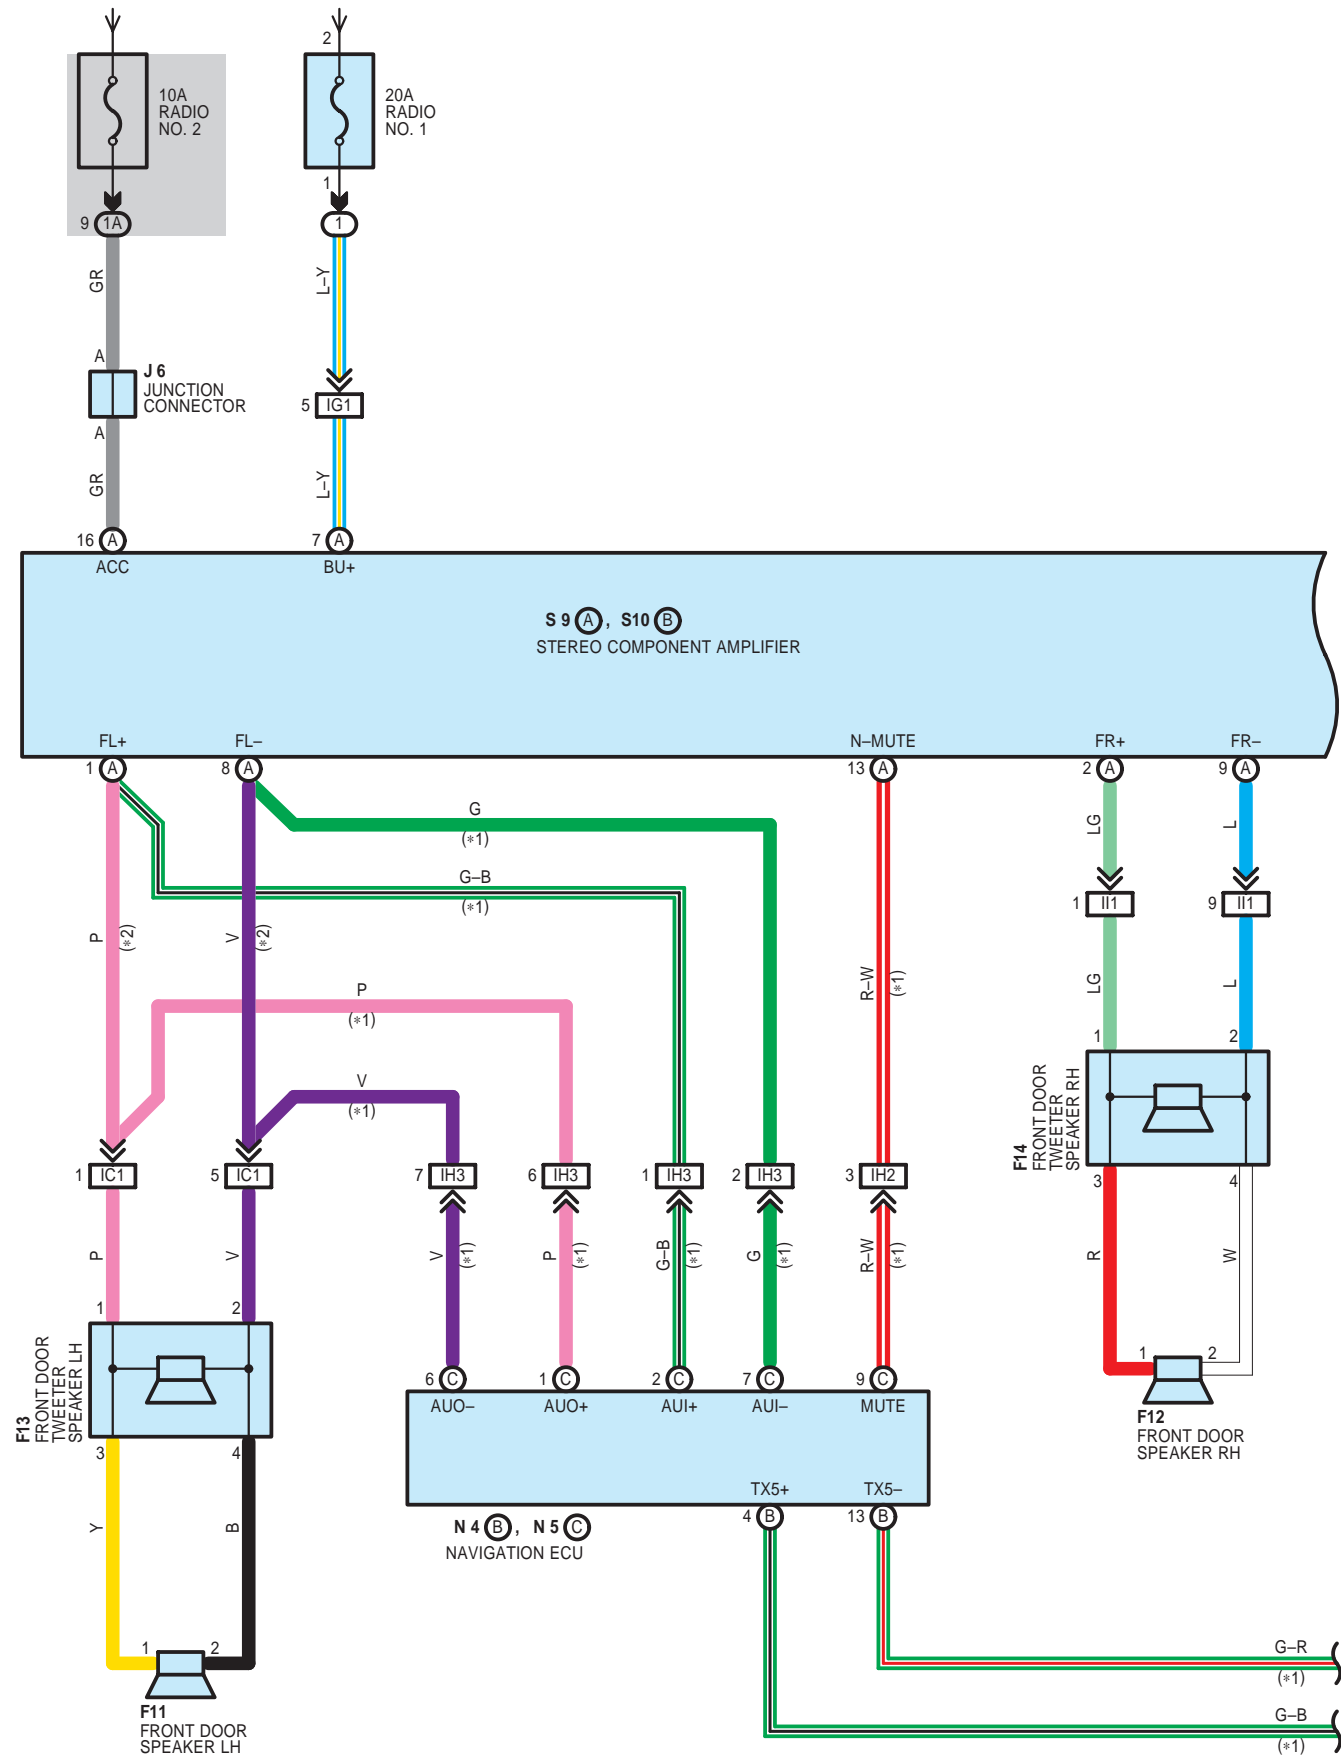 2
10A
RADIO
NO. 2
20A
RADIO
NO. 1
1
9 1A
1
GR
L–Y
A
J 6
JUNCTION
CONNECTOR
5 IG1
A
GR
L–Y
16 A
7 A
ACC
BU+
S 9 A , S10 B
STEREO COMPONENT AMPLIFIER
FL+
FL–
N–MUTE
FR+
FR–
1 A
8 A
13 A
2 A
9 A
G
(*1)
LG
L
G–B
(*1)
1 II1
9 II1
P
(*2)
V
(*2)
R–W
(*1)
LG
L
P
(*1)
1
2
V
(*1)
F14
FRONT DOOR
TWEETER
SPEAKER RH
1 IC1
5 IC1
7 IH3
6 IH3
1 IH3
2 IH3
3 IH2
3
4
P
V
V
(*1)
P
(*1)
G–B
(*1)
G
(*1)
R–W
(*1)
R
W
1
2
F13
FRONT DOOR
TWEETER
SPEAKER LH
1
2
6 C
1 C
2 C
7 C
9 C
AUO–
AUO+
AUI+
AUI–
MUTE
F12
FRONT DOOR
SPEAKER RH
3
4
TX5+
TX5–
4 B
13 B
Y
B
N 4 B , N 5 C
NAVIGATION ECU
1
2
G–R
(*1)
F11
FRONT DOOR
SPEAKER LH
G–B
(*1)